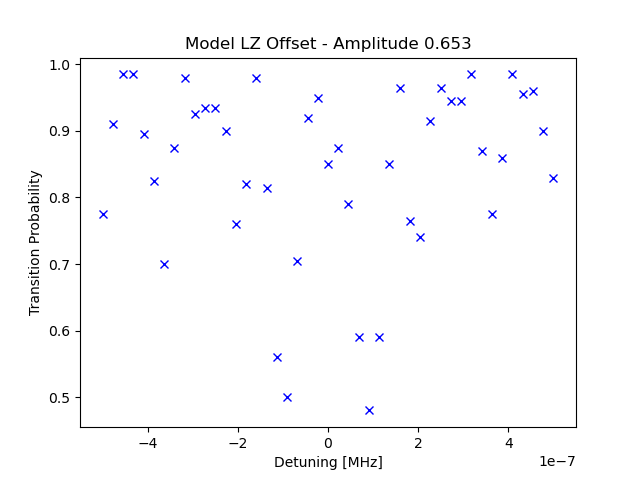 Model LZ Offset - Amplitude 0.653
1.0
0.9
0.8
0.7
0.6
0.5
Transition Probability
−4
−2
0
2
4
1e−7
Detuning [MHz]